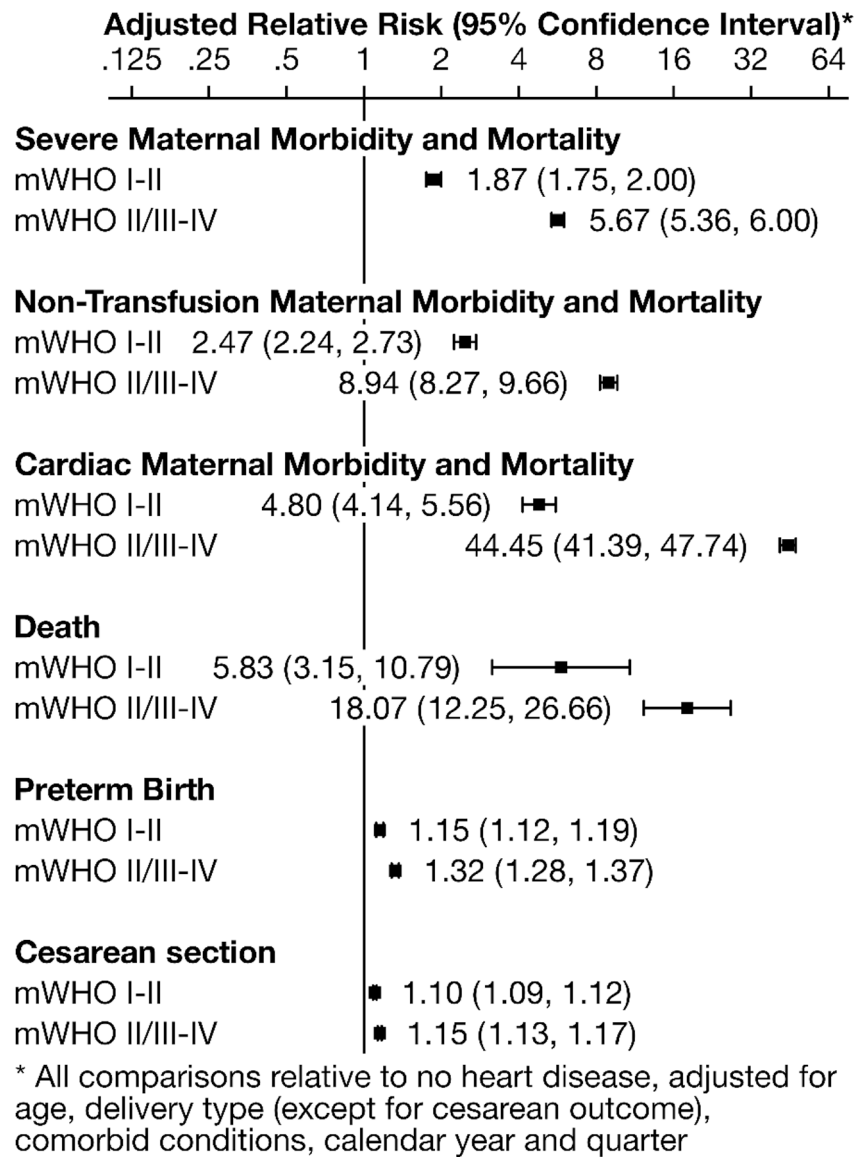 Adjusted Relative Risk (95% Confidence Interval)*
.125 .25 .5 1 2 4 8 16 32 64
Severe Maternal Morbidity and Mortality
mWHO I-II 1.87 (1.75, 2.00)
mWHO II/III-IV 5.67 (5.36, 6.00)
Non-Transfusion Maternal Morbidity and Mortality
mWHO I-II 2.47 (2.24, 2.73)
mWHO II/III-IV 8.94 (8.27, 9.66)
Cardiac Maternal Morbidity and Mortality
mWHO I-II 4.80 (4.14, 5.56)
mWHO II/III-IV 44.45 (41.39, 47.74)
Death
mWHO I-II 5.83 (3.15, 10.79)
mWHO II/III-IV 18.07 (12.25, 26.66)
Preterm Birth
mWHO I-II 1.15 (1.12, 1.19)
mWHO II/III-IV 1.32 (1.28, 1.37)
Cesarean section
mWHO I-II 1.10 (1.09, 1.12)
mWHO II/III-IV 1.15 (1.13, 1.17)
* All comparisons relative to no heart disease, adjusted for
age, delivery type (except for cesarean outcome),
comorbid conditions, calendar year and quarter